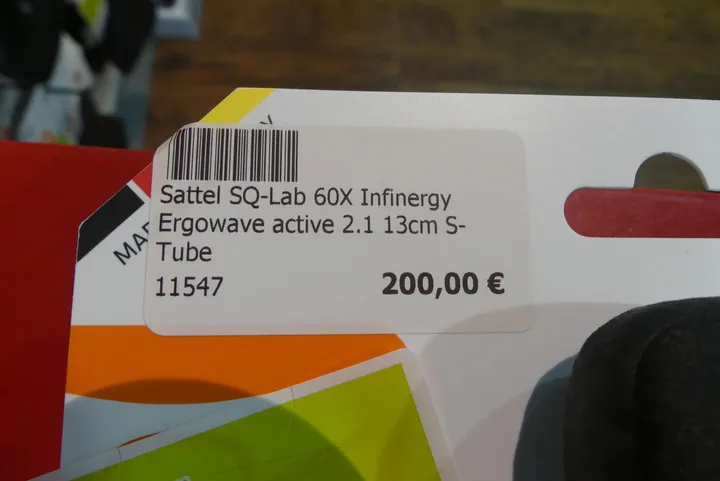 Sattel SQ-Lab 60X Infinergy
Ergowave active 2.1 13cm S-
Tube
11547 200,00 €